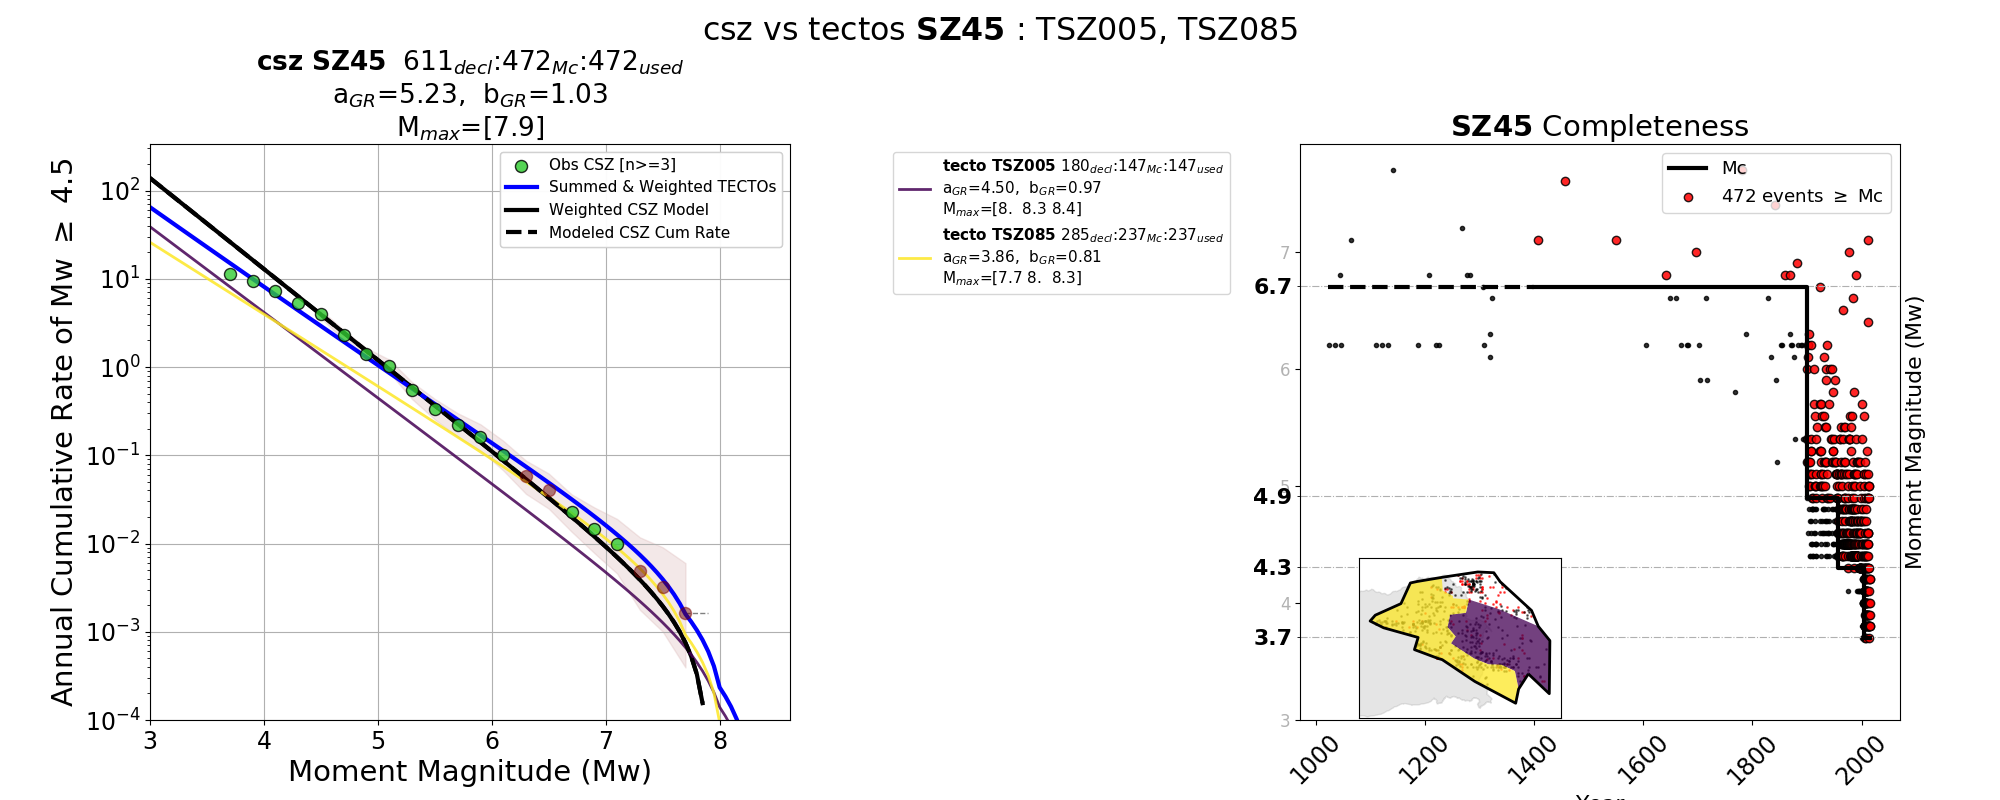 csz vs tectos SZ45 : TSZ005, TSZ085
csz SZ45 611decl:472Mc:472used
aGR=5.23, bGR=1.03
Mmax=[7.9]
Annual Cumulative Rate of Mw ≥ 4.5
10²
10¹
10⁰
10⁻¹
10⁻²
10⁻³
10⁻⁴
Obs CSZ [n>=3]
Summed & Weighted TECTOs
Weighted CSZ Model
Modeled CSZ Cum Rate
3 4 5 6 7 8
Moment Magnitude (Mw)
tecto TSZ005 180decl:147Mc:147used
aGR=4.50, bGR=0.97
Mmax=[8. 8.3 8.4]
tecto TSZ085 285decl:237Mc:237used
aGR=3.86, bGR=0.81
Mmax=[7.7 8. 8.3]
SZ45 Completeness
Mc
472 events ≥ Mc
7
6.7
6
5
4.9
4.3
4
3.7
3
1000 1200 1400 1600 1800 2000
Year
Moment Magnitude (Mw)